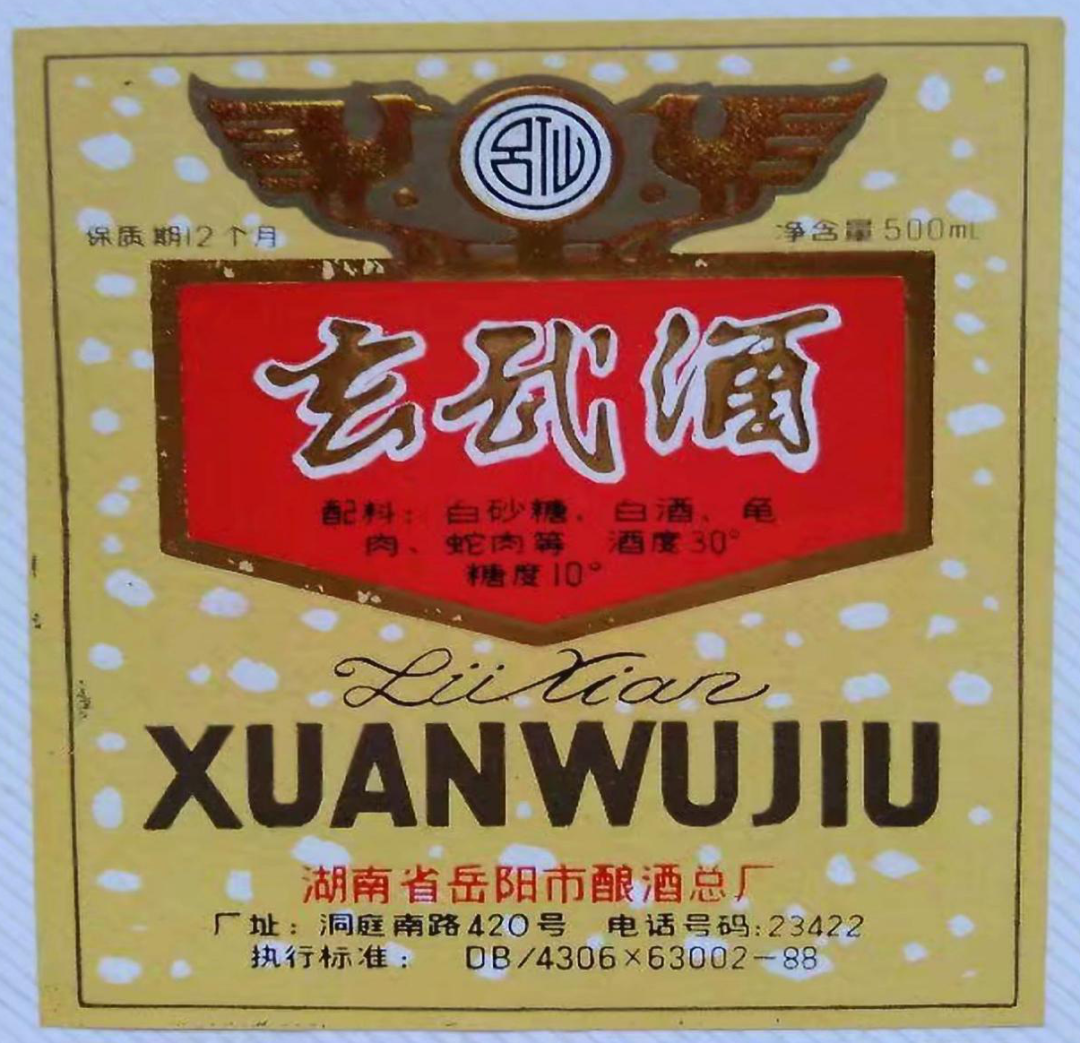 保质期12个月
净含量500mL
玄武酒
配料：白砂糖、白酒、龟
肉、蛇肉等 酒度30°
糖度10°
Lüi Xian
XUANWUJIU
湖南省岳阳市酿酒总厂
厂址：洞庭南路420号 电话号码:23422
执行标准： DB/4306×63002-88